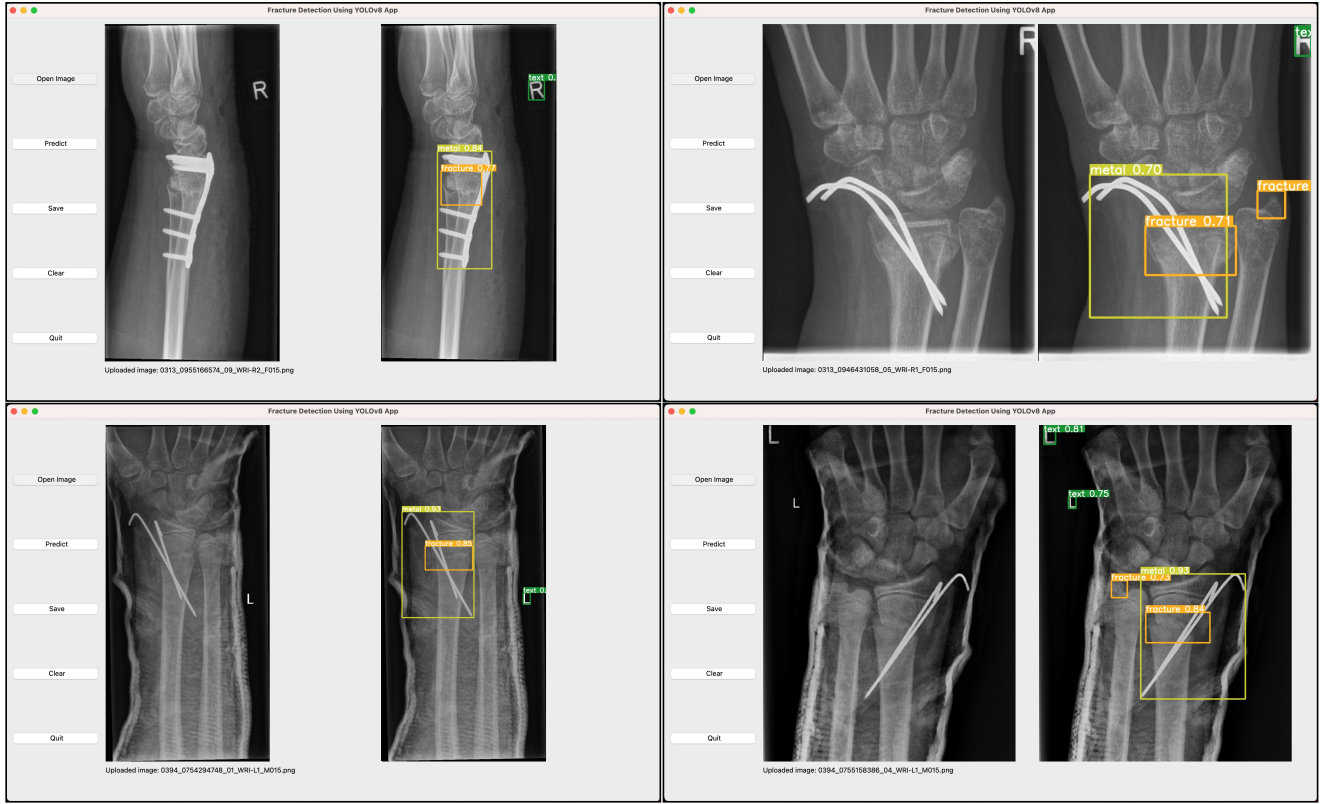 Fracture Detection Using YOLOv8 App
Open Image
Predict
Save
Clear
Quit
R
text 0.
R
metal 0.84
fracture 0.77
Uploaded image: 0313_0955166574_09_WRI-R2_F015.png
Fracture Detection Using YOLOv8 App
Open Image
Predict
Save
Clear
Quit
R
tex
R
metal 0.70
fracture
fracture 0.71
Uploaded image: 0313_0946431058_05_WRI-R1_F015.png
Fracture Detection Using YOLOv8 App
Open Image
Predict
Save
Clear
Quit
L
metal 0.93
fracture 0.85
text 0.
L
Uploaded image: 0394_0754294748_01_WRI-L1_M015.png
Fracture Detection Using YOLOv8 App
Open Image
Predict
Save
Clear
Quit
L
L
text 0.81
L
text 0.75
L
metal 0.93
fracture 0.73
fracture 0.84
Uploaded image: 0394_0755158386_04_WRI-L1_M015.png